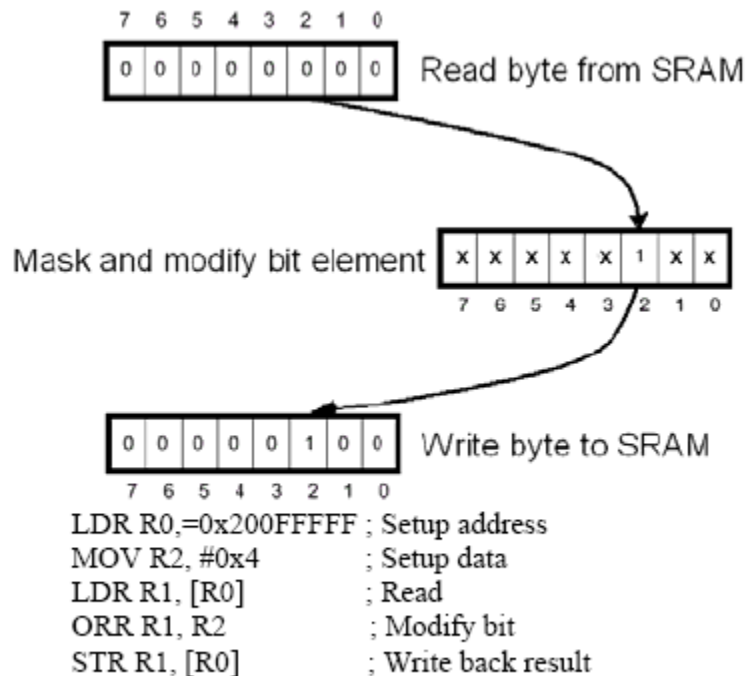 7 6 5 4 3 2 1 0
0 0 0 0 0 0 0 0 Read byte from SRAM
Mask and modify bit element x x x x x 1 x x
7 6 5 4 3 2 1 0
0 0 0 0 0 1 0 0 Write byte to SRAM
7 6 5 4 3 2 1 0
LDR R0,=0x200FFFFF ; Setup address
MOV R2, #0x4 ; Setup data
LDR R1, [R0] ; Read
ORR R1, R2 ; Modify bit
STR R1, [R0] ; Write back result